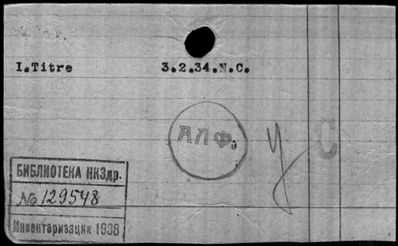 I.Titre 3.2.34.N.C.
АЛФ.
У С
БИБЛИОТЕКА НКЗдр.
№ 129548
Инвентаризация 1938